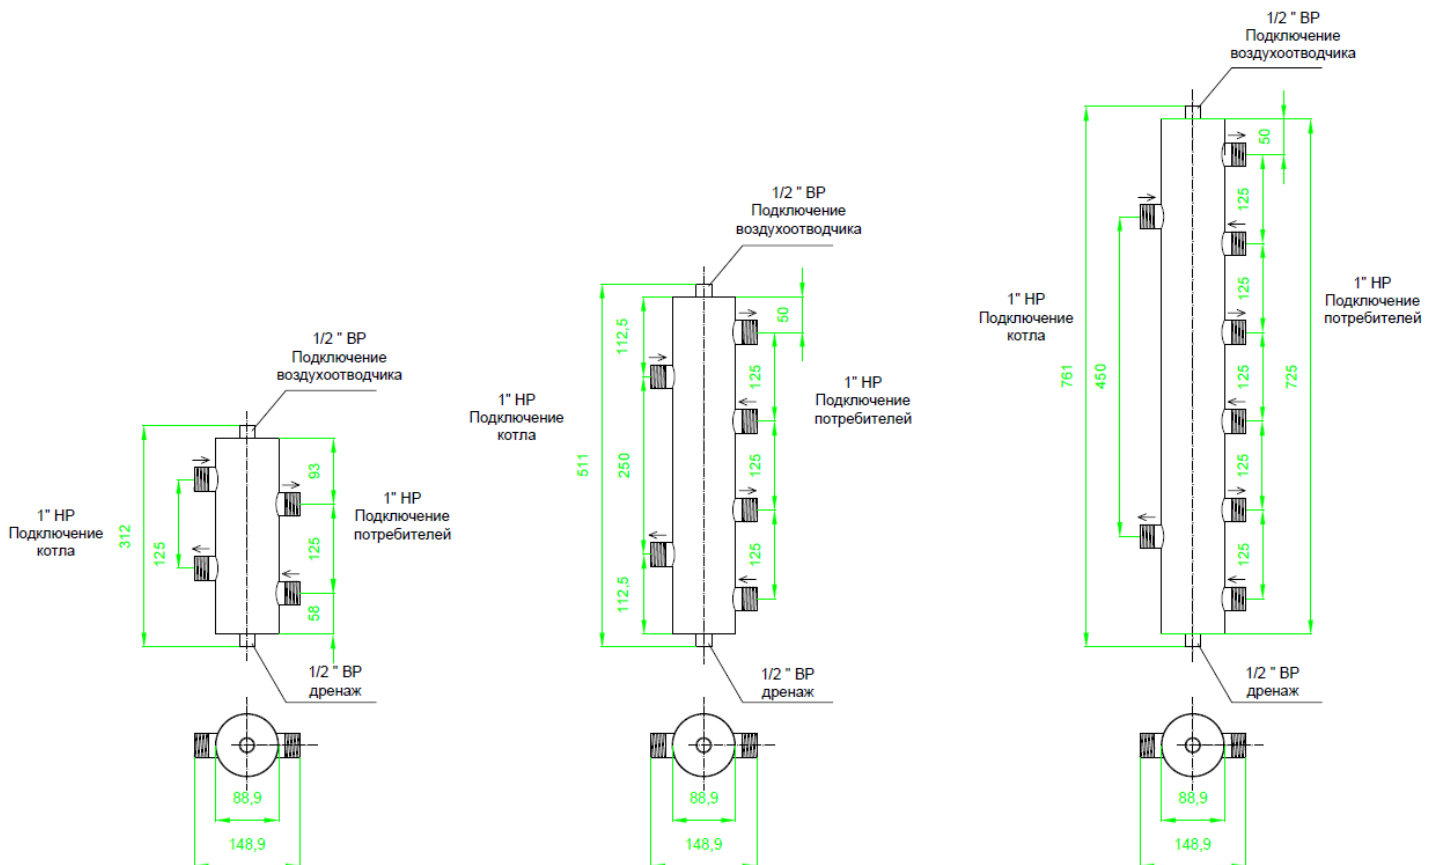 1/2 " ВР
Подключение
воздухоотводчика
1" НР
Подключение
котла
312
125
93
125
58
1" НР
Подключение
потребителей
1/2 " ВР
дренаж
88,9
148,9
1/2 " ВР
Подключение
воздухоотводчика
1" НР
Подключение
котла
511
112,5
250
112,5
50
125
125
125
1" НР
Подключение
потребителей
1/2 " ВР
дренаж
88,9
148,9
1/2 " ВР
Подключение
воздухоотводчика
1" НР
Подключение
котла
761
450
50
125
125
125
125
125
725
1" НР
Подключение
потребителей
1/2 " ВР
дренаж
88,9
148,9